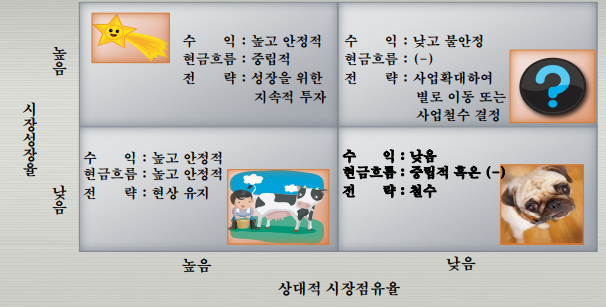 높음
수 익 : 높고 안정적
현금흐름 : 중립적
전 략 : 성장을 위한
지속적 투자
수 익 : 낮고 불안정
현금흐름 : (-)
전 략 : 사업확대하여
별로 이동 또는
사업철수 결정
시장성장율
낮음
수 익 : 높고 안정적
현금흐름 : 높고 안정적
전 략 : 현상 유지
수 익 : 낮음
현금흐름 : 중립적 혹은 (-)
전 략 : 철수
높음
낮음
상대적 시장점유율